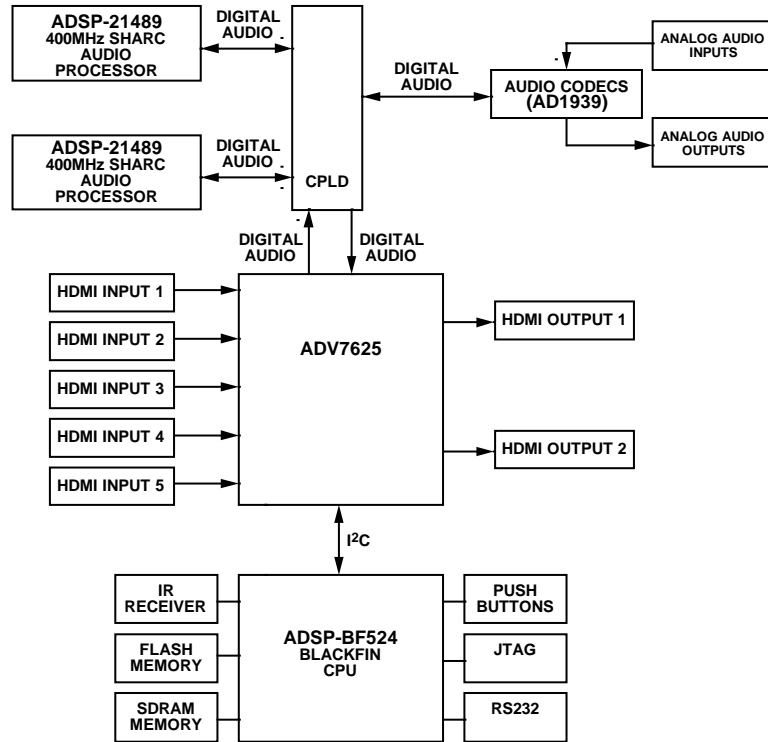 ADSP-21489
400MHz SHARC
AUDIO
PROCESSOR
DIGITAL
AUDIO
ADSP-21489
400MHz SHARC
AUDIO
PROCESSOR
DIGITAL
AUDIO
CPLD
DIGITAL
AUDIO
AUDIO CODECS
(AD1939)
ANALOG AUDIO
INPUTS
ANALOG AUDIO
OUTPUTS
DIGITAL
AUDIO
DIGITAL
AUDIO
HDMI INPUT 1
HDMI INPUT 2
HDMI INPUT 3
HDMI INPUT 4
HDMI INPUT 5
ADV7625
HDMI OUTPUT 1
HDMI OUTPUT 2
I²C
IR
RECEIVER
FLASH
MEMORY
SDRAM
MEMORY
ADSP-BF524
BLACKFIN
CPU
PUSH
BUTTONS
JTAG
RS232